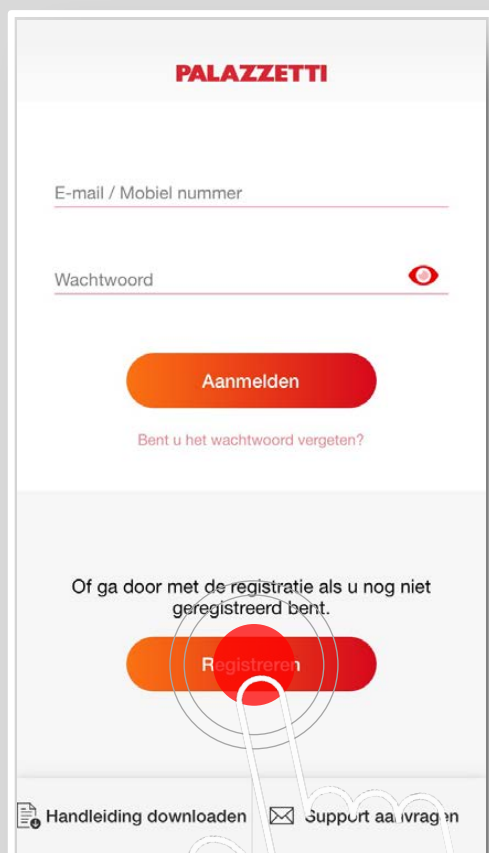 PALAZZETTI
E-mail / Mobiel nummer
Wachtwoord
Aanmelden
Bent u het wachtwoord vergeten?
Of ga door met de registratie als u nog niet
geregistreerd bent.
Registreren
Handleiding downloaden
Support aanvragen